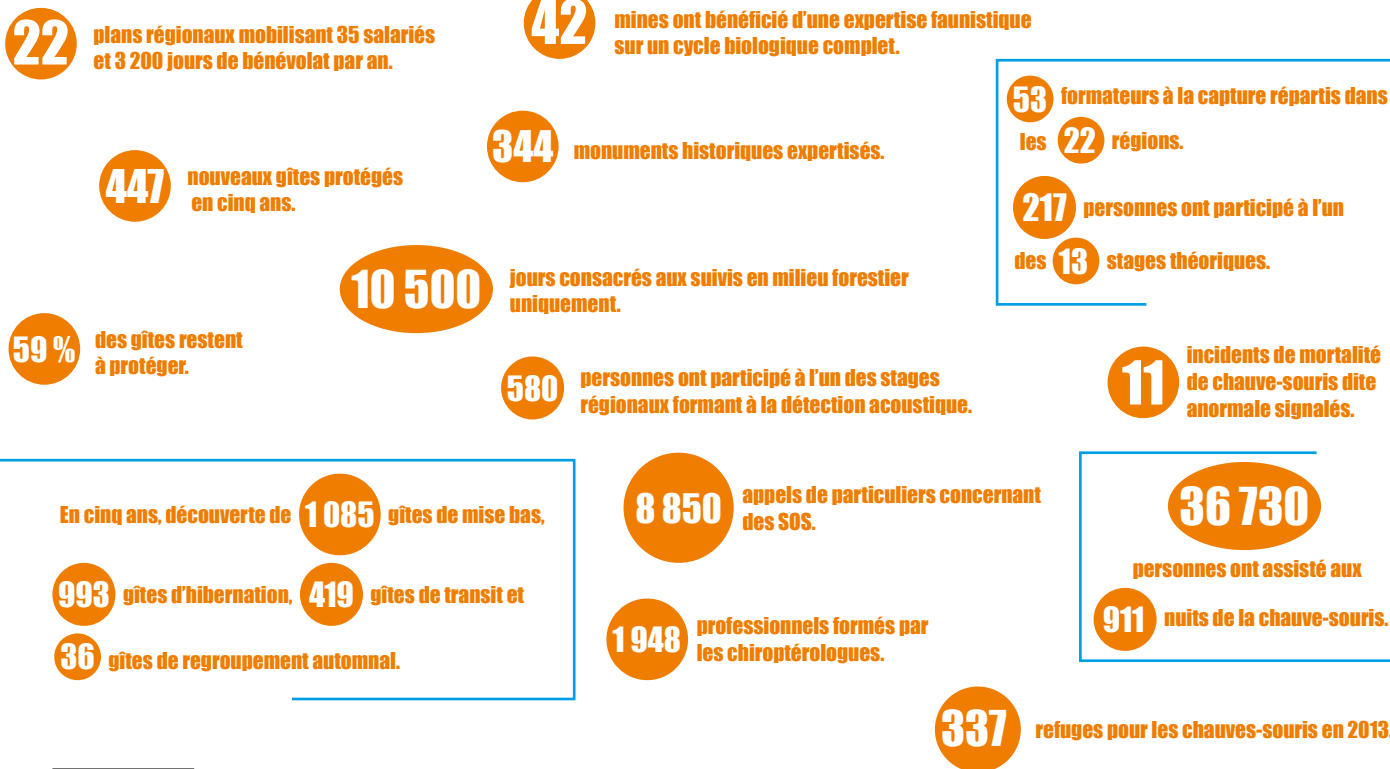 22 plans régionaux mobilisant 35 salariés
et 3 200 jours de bénévolat par an.
42 mines ont bénéficié d'une expertise faunistique
sur un cycle biologique complet.
53 formateurs à la capture répartis dans
les 22 régions.
217 personnes ont participé à l'un
des 13 stages théoriques.
344 monuments historiques expertisés.
447 nouveaux gîtes protégés
en cinq ans.
10 500 jours consacrés aux suivis en milieu forestier
uniquement.
59 % des gîtes restent
à protéger.
580 personnes ont participé à l'un des stages
régionaux formant à la détection acoustique.
11 incidents de mortalité
de chauve-souris dite
anormale signalés.
En cinq ans, découverte de 1 085 gîtes de mise bas,
993 gîtes d'hibernation, 419 gîtes de transit et
36 gîtes de regroupement automnal.
8 850 appels de particuliers concernant
des SOS.
36 730
personnes ont assisté aux
911 nuits de la chauve-souris.
1 948 professionnels formés par
les chiroptérologues.
337 refuges pour les chauves-souris en 2013.